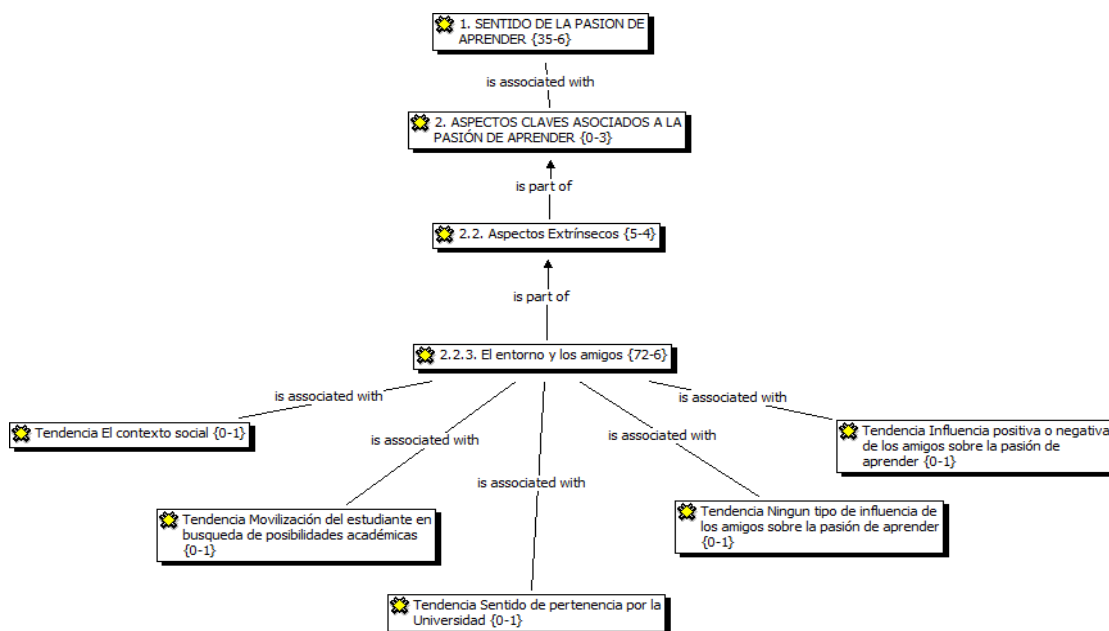 1. SENTIDO DE LA PASION DE
APRENDER {35-6}
is associated with
2. ASPECTOS CLAVES ASOCIADOS A LA
PASIÓN DE APRENDER {0-3}
is part of
2.2. Aspectos Extrínsecos {5-4}
is part of
2.2.3. El entorno y los amigos {72-6}
is associated with
is associated with
is associated with
is associated with
is associated with
Tendencia El contexto social {0-1}
Tendencia Influencia positiva o negativa
de los amigos sobre la pasión de
aprender {0-1}
Tendencia Movilización del estudiante en
busqueda de posibilidades académicas
{0-1}
Tendencia Ningun tipo de influencia de
los amigos sobre la pasión de aprender
{0-1}
Tendencia Sentido de pertenencia por la
Universidad {0-1}